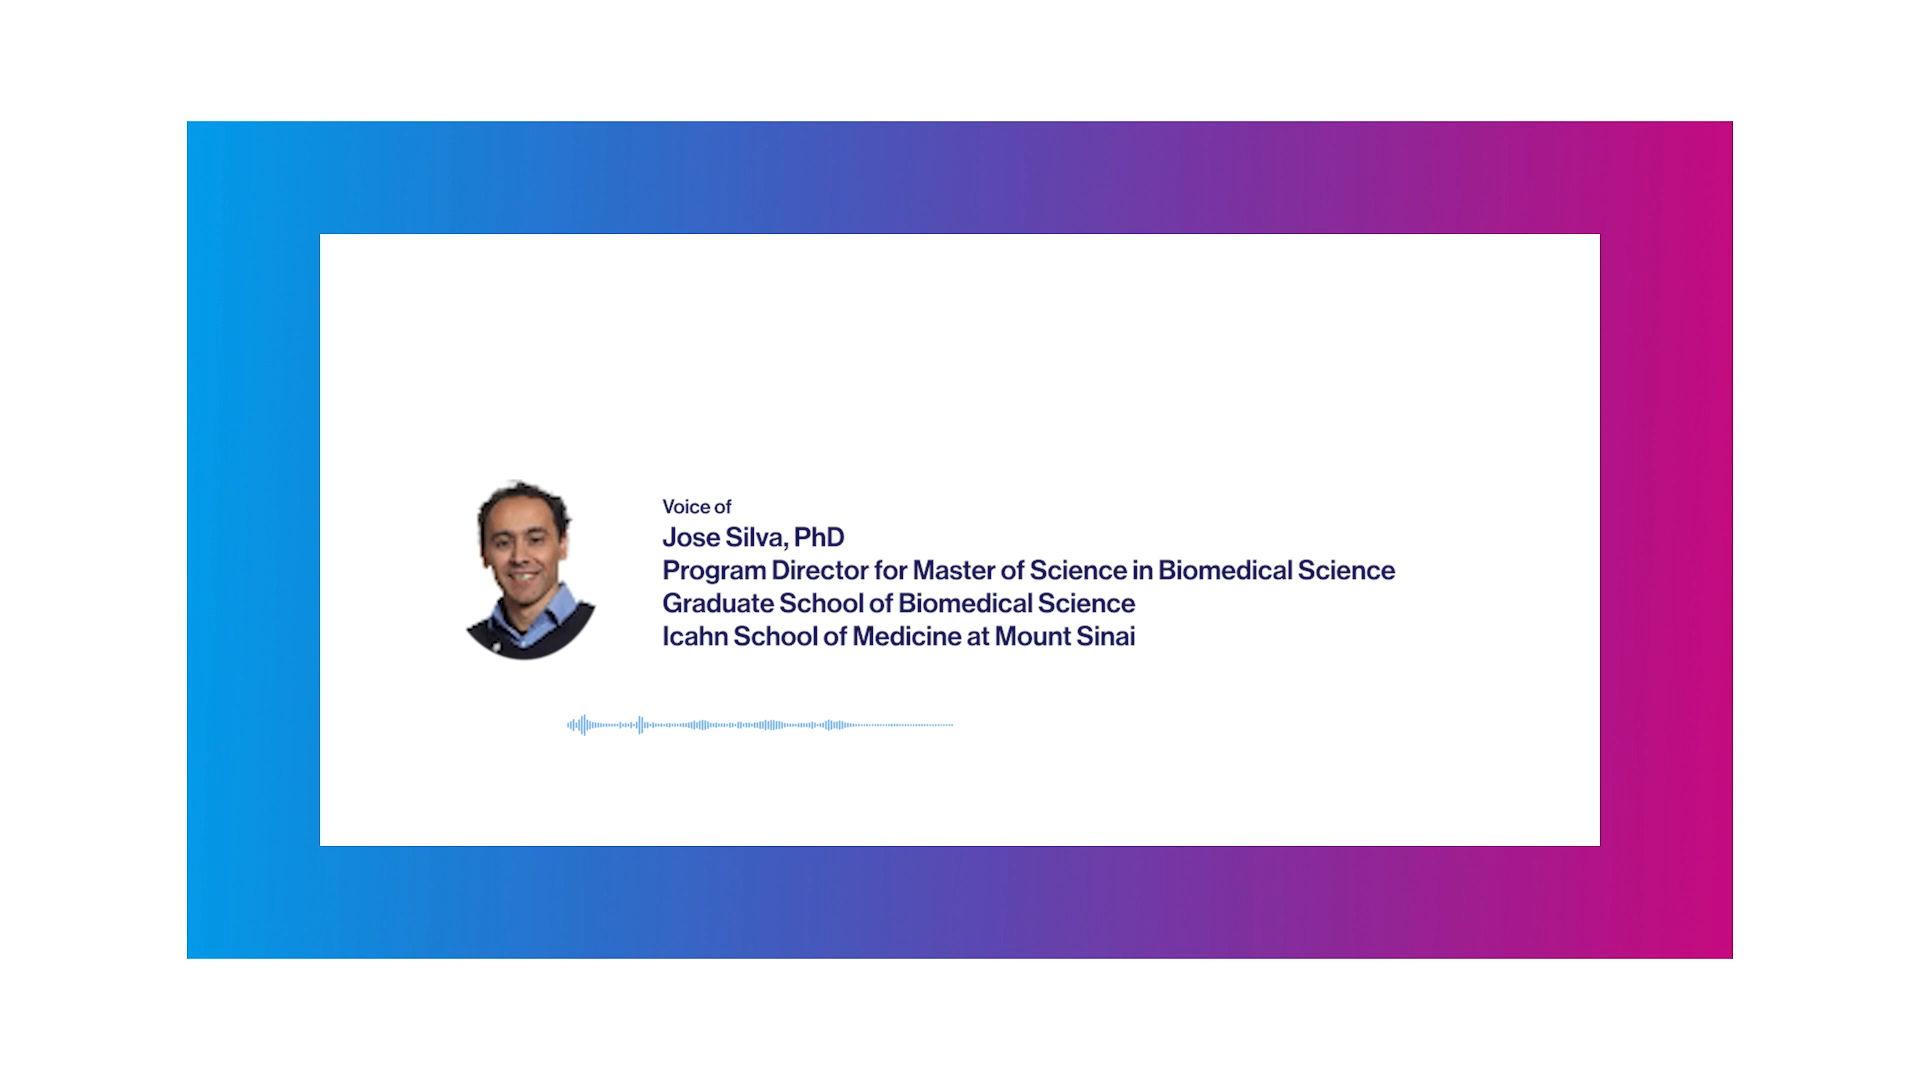 Voice of
Jose Silva, PhD
Program Director for Master of Science in Biomedical Science
Graduate School of Biomedical Science
Icahn School of Medicine at Mount Sinai